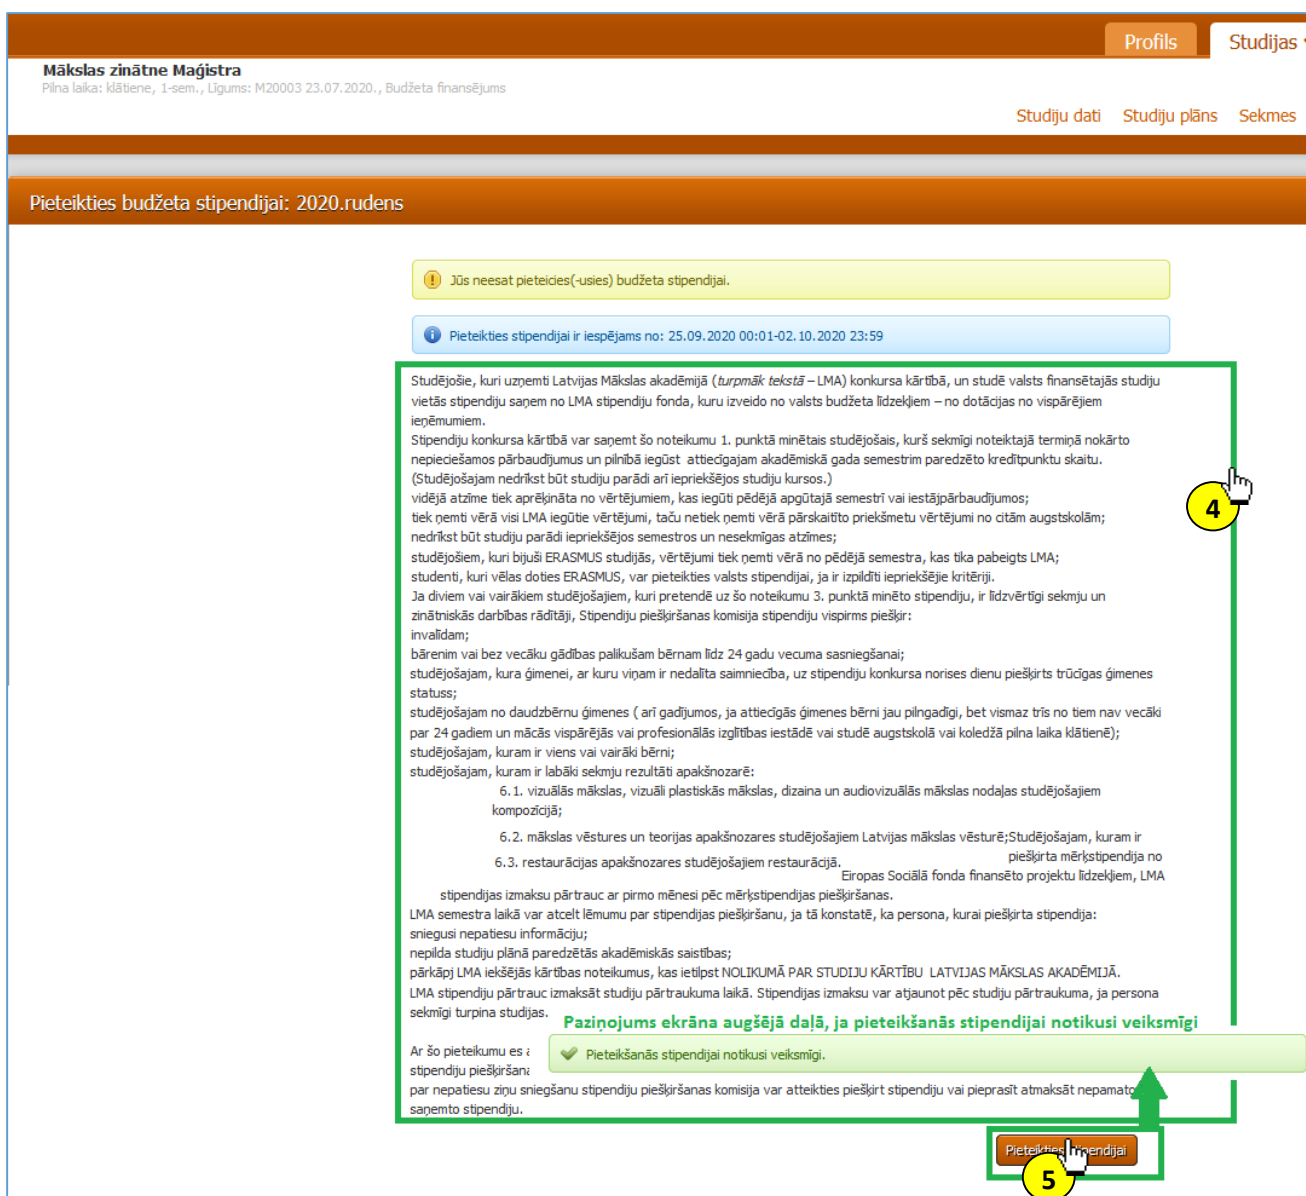 Profils Studijas
Mākslas zinātne Maģistra
Pilna laika: klātiene, 1-sem., Līgums: M20003 23.07.2020., Budžeta finansējums
Studiju dati Studiju plāns Sekmes
Pieteikties budžeta stipendijai: 2020.rudens
Jūs neesat pieteicies(-usies) budžeta stipendijai.
Pieteikties stipendijai ir iespējams no: 25.09.2020 00:01-02.10.2020 23:59
Studējošie, kuri uzņemti Latvijas Mākslas akadēmijā (turpmāk tekstā – LMA) konkursa kārtībā, un studē valsts finansētajās studiju
vietās stipendiju saņem no LMA stipendiju fonda, kuru izveido no valsts budžeta līdzekļiem – no dotācijas no vispārējiem
ieņēmumiem.
Stipendiju konkursa kārtībā var saņemt šo noteikumu 1. punktā minētais studējošais, kurš sekmīgi noteiktajā termiņā nokārto
nepieciešamos pārbaudījumus un pilnībā iegūst attiecīgajam akadēmiskā gada semestrim paredzēto kredītpunktu skaitu.
(Studējošajam nedrīkst būt studiju parādi arī iepriekšējos studiju kursos.)
vidējā atzīme tiek aprēķināta no vērtējumiem, kas iegūti pēdējā apgūtajā semestrī vai iestājpārbaudījumos;
tiek ņemti vērā visi LMA iegūtie vērtējumi, taču netiek ņemti vērā pārskaitīto priekšmetu vērtējumi no citām augstskolām;
nedrīkst būt studiju parādi iepriekšējos semestros un nesekmīgas atzīmes;
studējošiem, kuri bijuši ERASMUS studijās, vērtējumi tiek ņemti vērā no pēdējā semestra, kas tika pabeigts LMA;
studenti, kuri vēlas doties ERASMUS, var pieteikties valsts stipendijai, ja ir izpildīti iepriekšējie kritēriji.
Ja diviem vai vairākiem studējošajiem, kuri pretendē uz šo noteikumu 3. punktā minēto stipendiju, ir līdzvērtīgi sekmju un
zinātniskās darbības rādītāji, Stipendiju piešķiršanas komisija stipendiju vispirms piešķir:
invalīdam;
bārenim vai bez vecāku gādības palikušam bērnam līdz 24 gadu vecuma sasniegšanai;
studējošajam, kura ģimenei, ar kuru viņam ir nedalīta saimniecība, uz stipendiju konkursa norises dienu piešķirts trūcīgas ģimenes
statuss;
studējošajam no daudzbērnu ģimenes ( arī gadījumos, ja attiecīgās ģimenes bērni jau pilngadīgi, bet vismaz trīs no tiem nav vecāki
par 24 gadiem un mācās vispārējās vai profesionālās izglītības iestādē vai studē augstskolā vai koledžā pilna laika klātienē);
studējošajam, kuram ir viens vai vairāki bērni;
studējošajam, kuram ir labāki sekmju rezultāti apakšnozarē:
6.1. vizuālās mākslas, vizuāli plastiskās mākslas, dizaina un audiovizuālās mākslas nodaļas studējošajiem
kompozīcijā;
6.2. mākslas vēstures un teorijas apakšnozares studējošajiem Latvijas mākslas vēsturē;Studējošajam, kuram ir
piešķirta mērķstipendija no
6.3. restaurācijas apakšnozares studējošajiem restaurācijā.
Eiropas Sociālā fonda finansēto projektu līdzekļiem, LMA
stipendijas izmaksu pārtrauc ar pirmo mēnesi pēc mērķstipendijas piešķiršanas.
LMA semestra laikā var atcelt lēmumu par stipendijas piešķiršanu, ja tā konstatē, ka persona, kurai piešķirta stipendija:
sniegusi nepatiesu informāciju;
nepilda studiju plānā paredzētās akadēmiskās saistības;
pārkāpj LMA iekšējās kārtības noteikumus, kas ietilpst NOLIKUMĀ PAR STUDIJU KĀRTĪBU LATVIJAS MĀKSLAS AKADĒMIJĀ.
LMA stipendiju pārtrauc izmaksāt studiju pārtraukuma laikā. Stipendijas izmaksu var atjaunot pēc studiju pārtraukuma, ja persona
sekmīgi turpina studijas.
Paziņojums ekrāna augšējā daļā, ja pieteikšanās stipendijai notikusi veiksmīgi
Ar šo pieteikumu es
Pieteikšanās stipendijai notikusi veiksmīgi.
stipendiju
par nepatiesu ziņu sniegšanu stipendiju piešķiršanas komisija var atteikties piešķirt stipendiju vai pieprasīt atmaksāt
saņemto stipendiju.
Pieteikties stipendijai
4
5